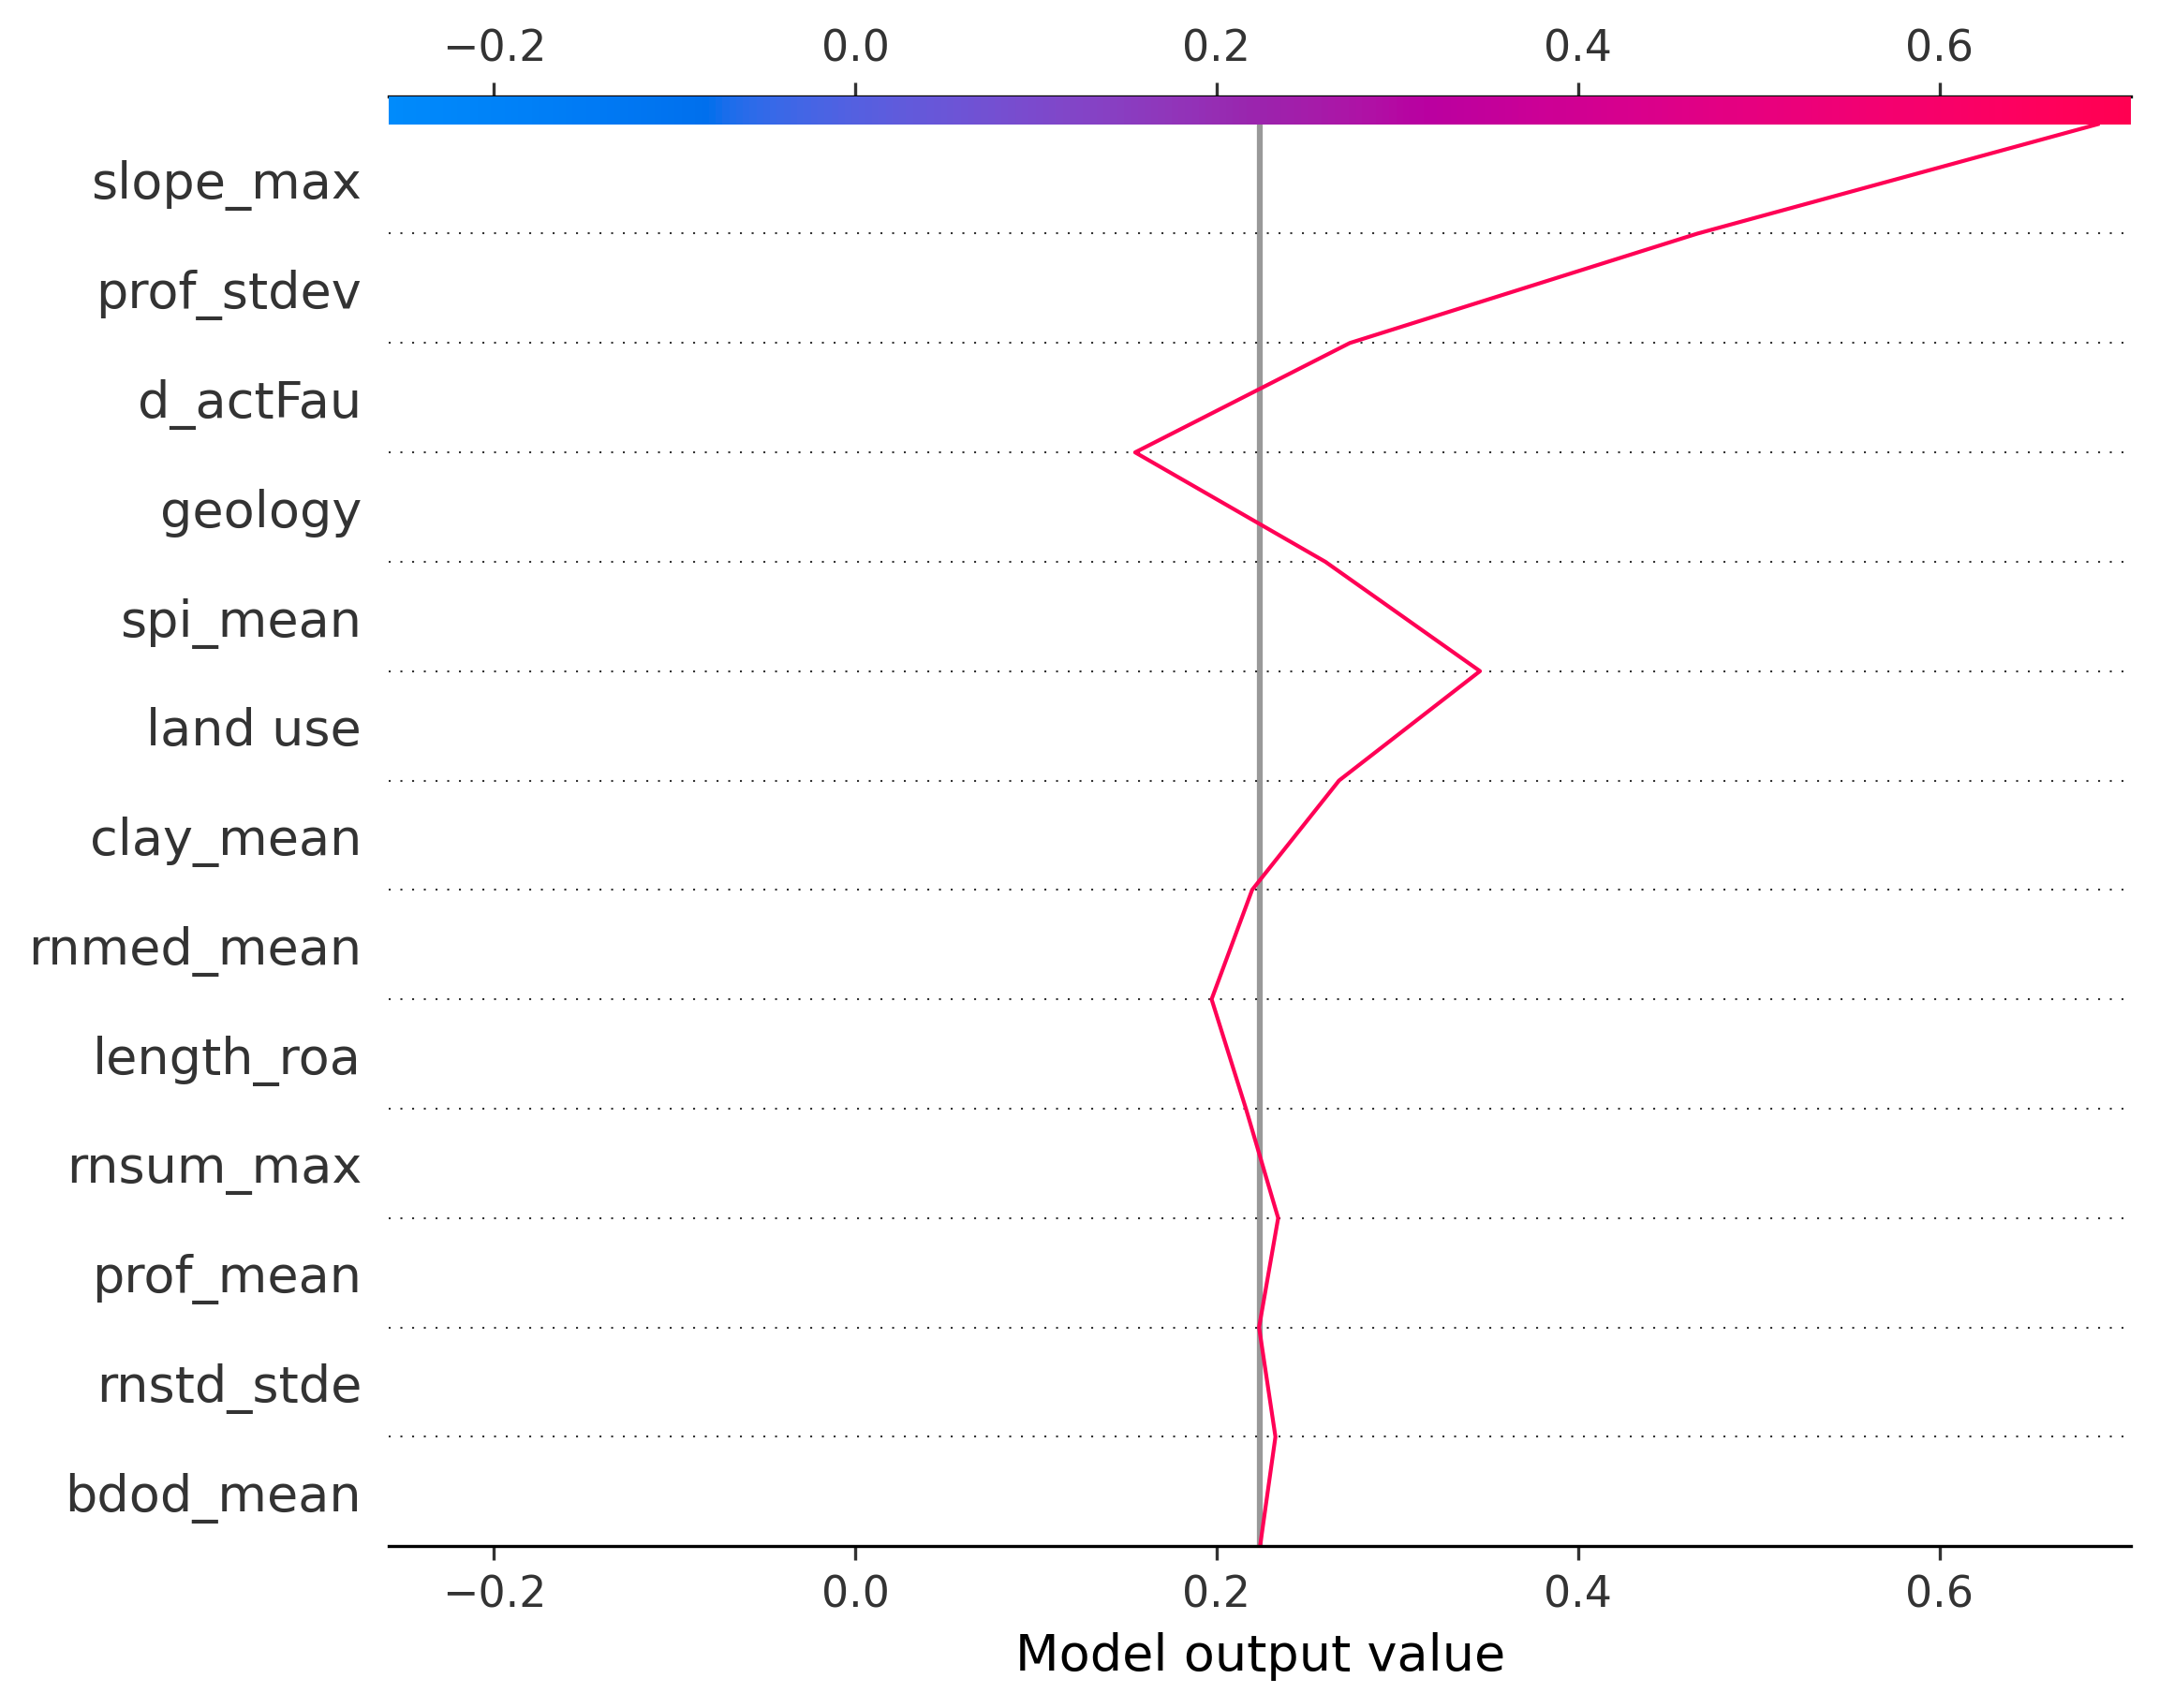 −0.2 0.0 0.2 0.4 0.6
slope_max
prof_stdev
d_actFau
geology
spi_mean
land use
clay_mean
rnmed_mean
length_roa
rnsum_max
prof_mean
rnstd_stde
bdod_mean
−0.2 0.0 0.2 0.4 0.6
Model output value